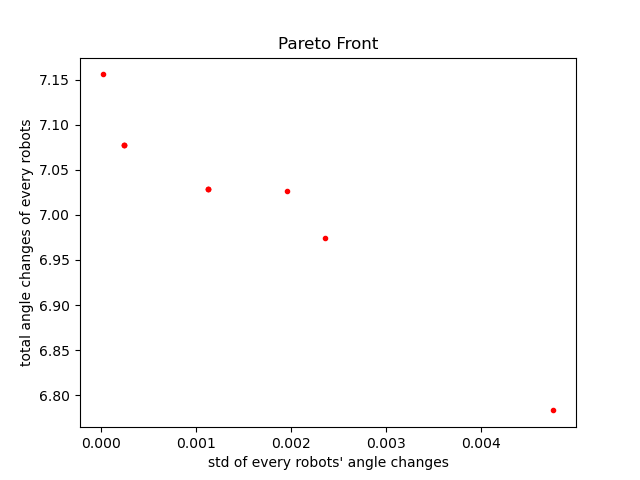 Pareto Front
total angle changes of every robots
7.15
7.10
7.05
7.00
6.95
6.90
6.85
6.80
0.000 0.001 0.002 0.003 0.004
std of every robots' angle changes